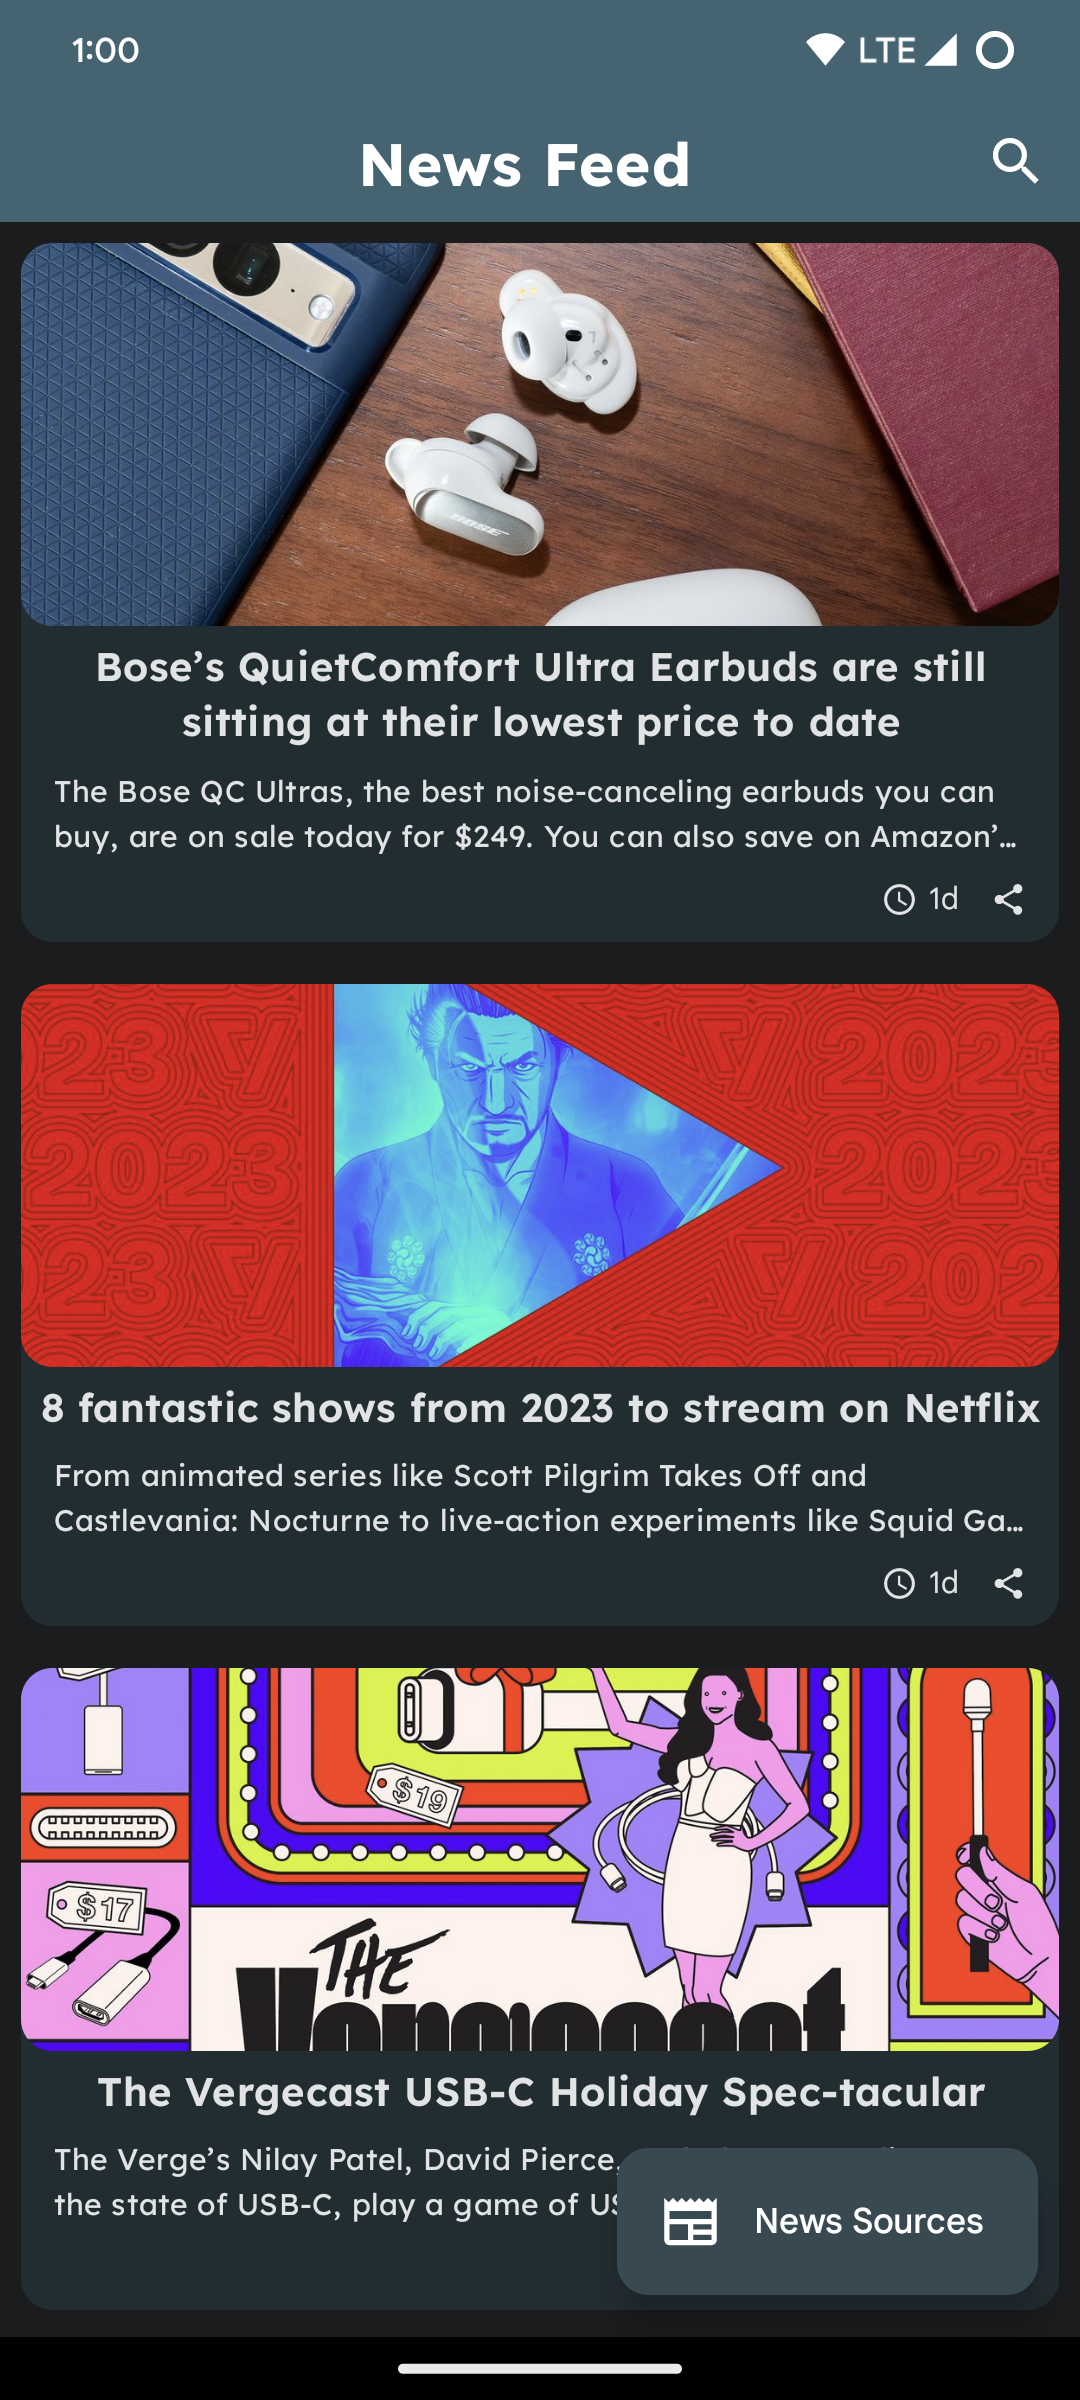 1:00
LTE
News Feed
BOSE
Bose’s QuietComfort Ultra Earbuds are still
sitting at their lowest price to date
The Bose QC Ultras, the best noise-canceling earbuds you can
buy, are on sale today for $249. You can also save on Amazon’…
1d
2023
2023
2023
2023
2023
202
8 fantastic shows from 2023 to stream on Netflix
From animated series like Scott Pilgrim Takes Off and
Castlevania: Nocturne to live-action experiments like Squid Ga…
1d
$19
$17
THE
Vergecast
The Vergecast USB-C Holiday Spec-tacular
The Verge’s Nilay Patel, David Pierce,
the state of USB-C, play a game of US
News Sources